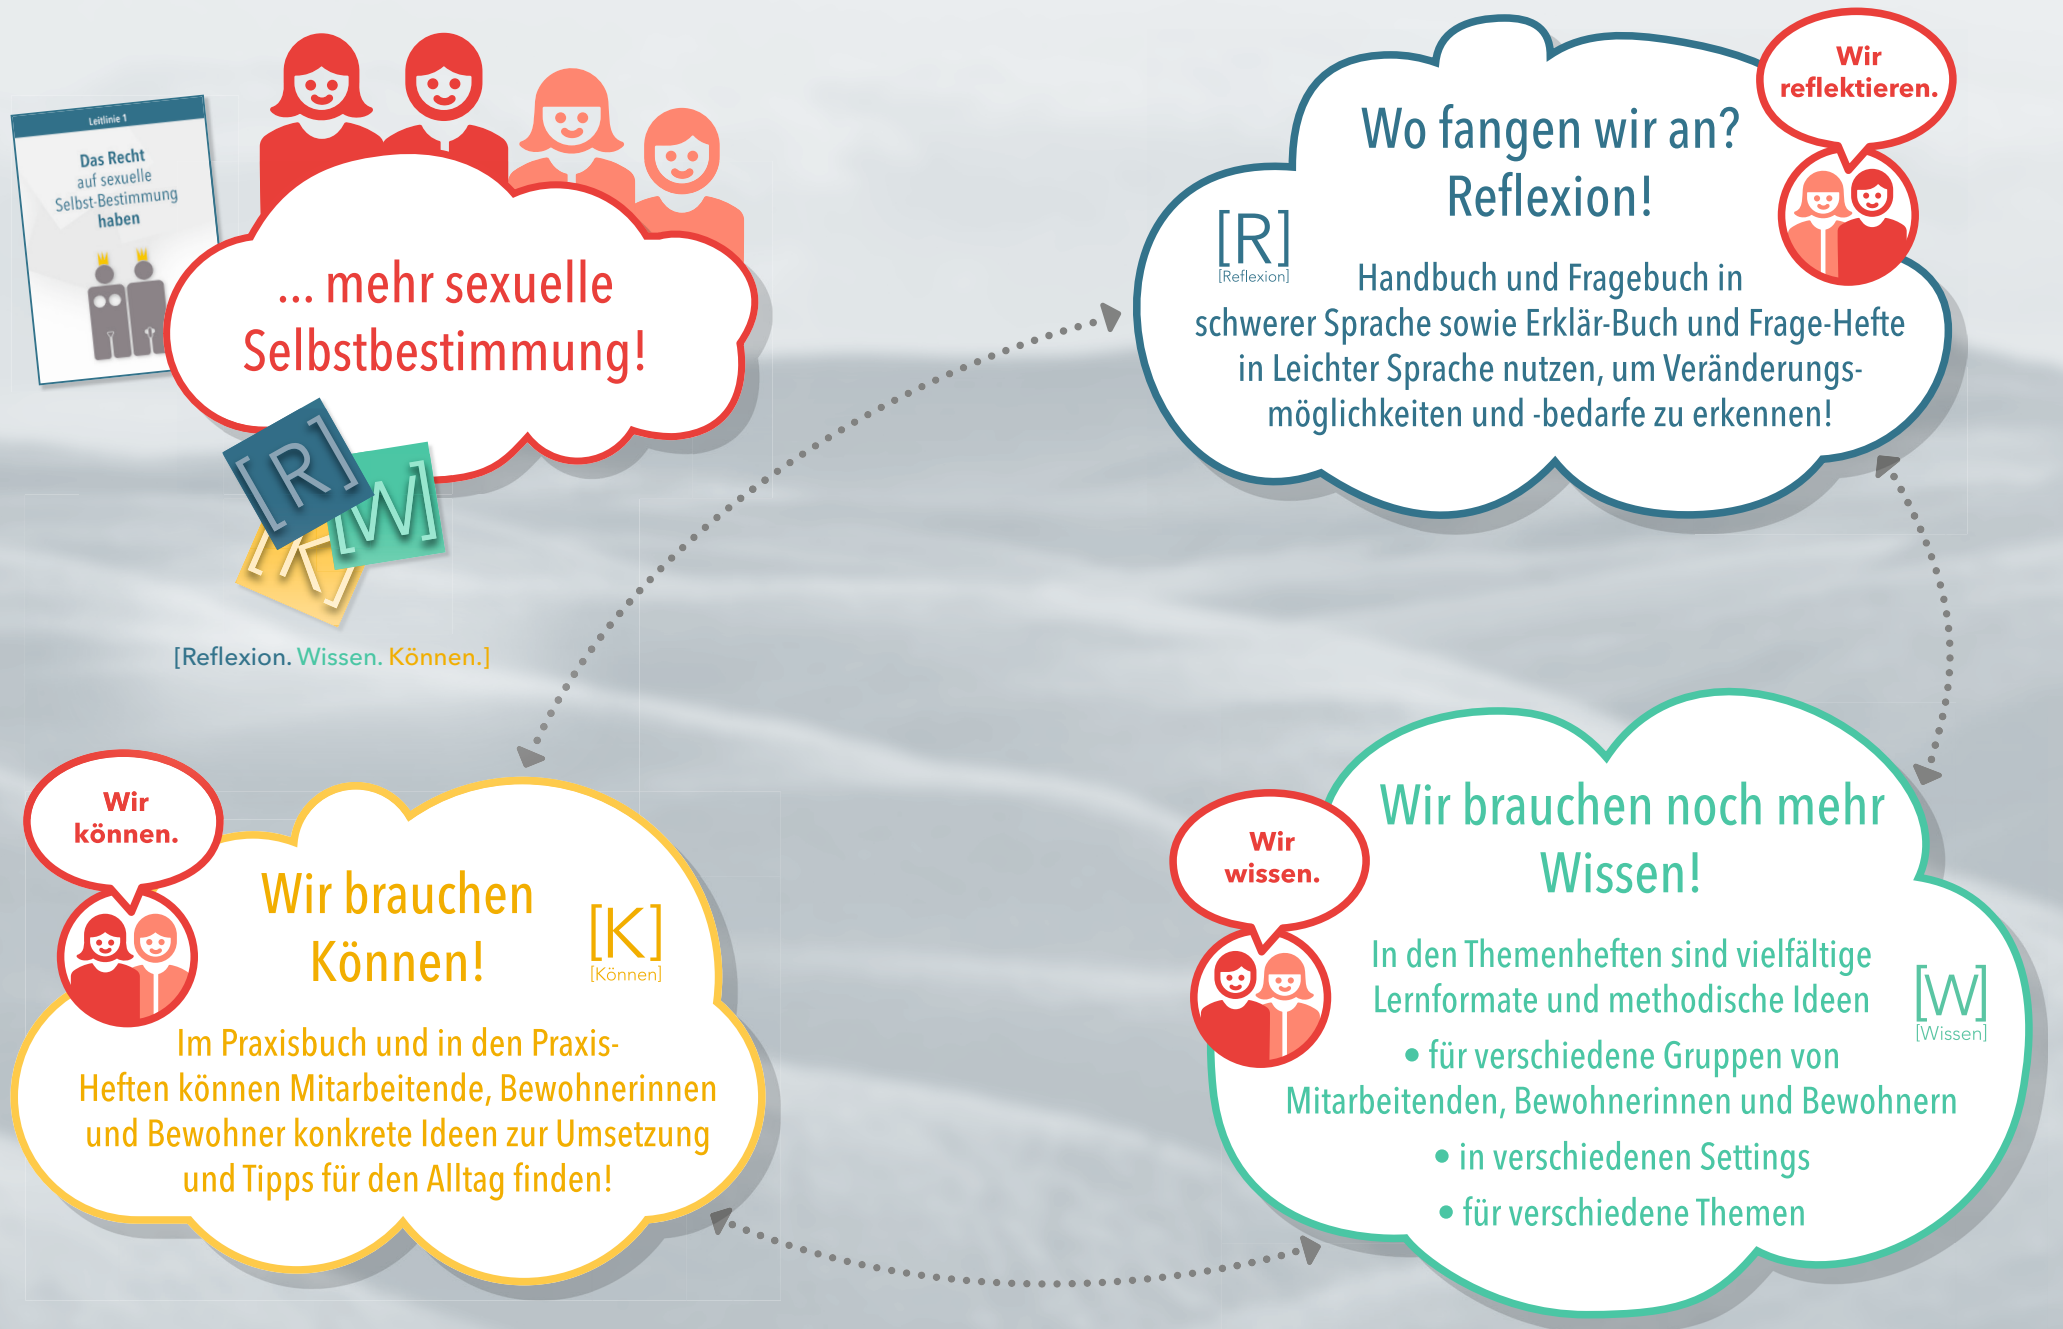 Leitlinie 1
Das Recht
auf sexuelle
Selbst-Bestimmung
haben
... mehr sexuelle
Selbstbestimmung!
[R]
[W]
[K]
[Reflexion. Wissen. Können.]
Wir
reflektieren.
Wo fangen wir an?
Reflexion!
[R]
[Reflexion]
Handbuch und Fragebuch in
schwerer Sprache sowie Erklär-Buch und Frage-Hefte
in Leichter Sprache nutzen, um Veränderungs-
möglichkeiten und -bedarfe zu erkennen!
Wir
wissen.
Wir brauchen noch mehr
Wissen!
In den Themenheften sind vielfältige
Lernformate und methodische Ideen
[W]
[Wissen]
• für verschiedene Gruppen von
Mitarbeitenden, Bewohnerinnen und Bewohnern
• in verschiedenen Settings
• für verschiedene Themen
Wir
können.
Wir brauchen
Können!
[K]
[Können]
Im Praxisbuch und in den Praxis-
Heften können Mitarbeitende, Bewohnerinnen
und Bewohner konkrete Ideen zur Umsetzung
und Tipps für den Alltag finden!